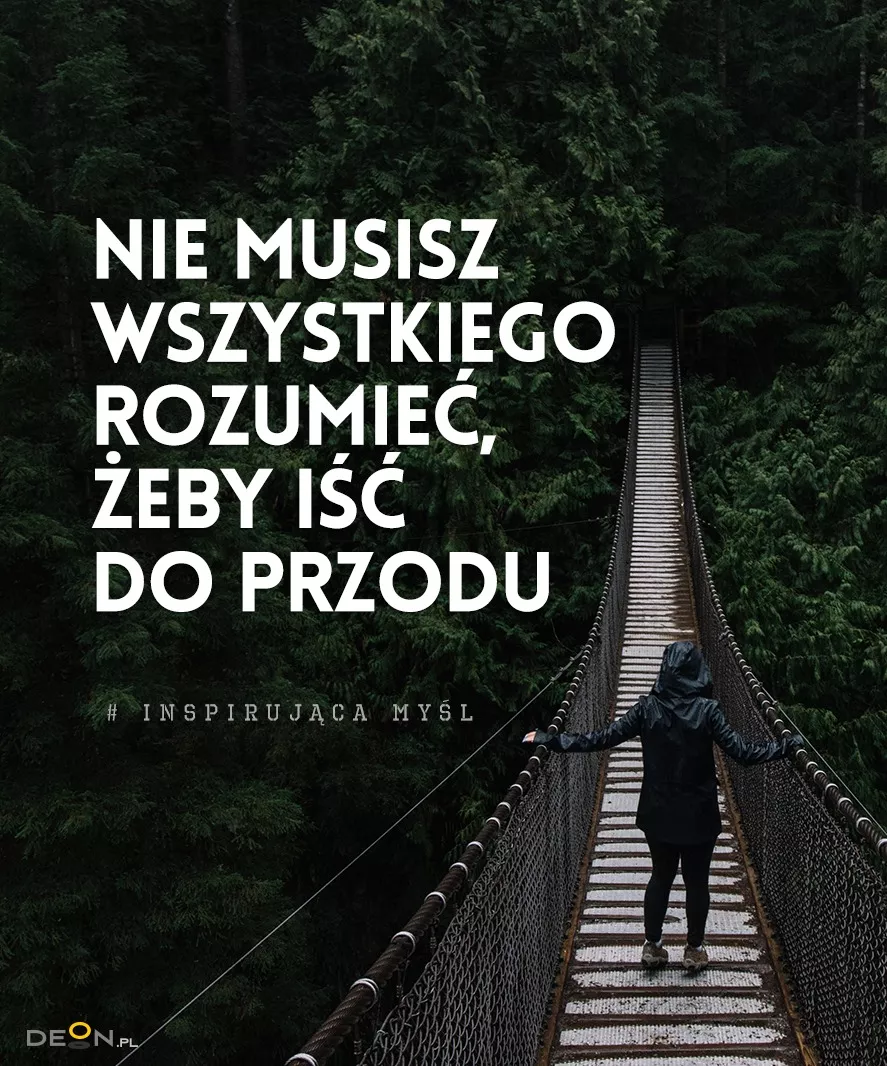 NIE MUSISZ
WSZYSTKIEGO
ROZUMIEĆ,
ŻEBY IŚĆ
DO PRZODU
# INSPIRUJĄCA MYŚL
DEON.PL